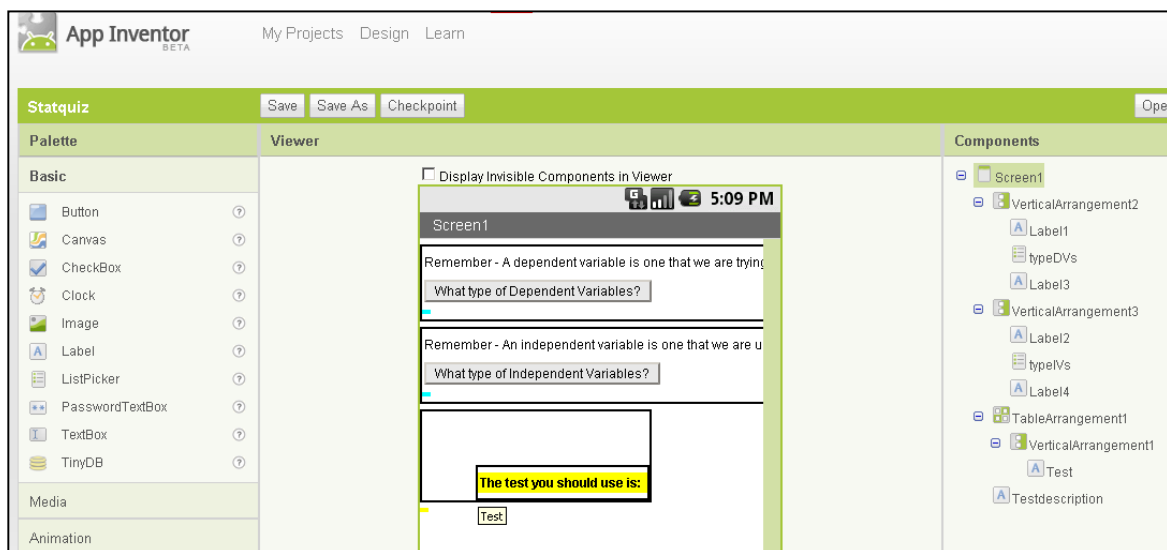 App Inventor
BETA
My Projects Design Learn
Statquiz
Save Save As Checkpoint
Palette
Basic
Button ?
Canvas ?
CheckBox ?
Clock ?
Image ?
A Label ?
ListPicker ?
PasswordTextBox ?
TextBox ?
TinyDB ?
Media
Animation
Viewer
Display Invisible Components in Viewer
G 5:09 PM
Screen1
Remember - A dependent variable is one that we are trying
What type of Dependent Variables?
Remember - An independent variable is one that we are u
What type of Independent Variables?
The test you should use is:
Test
Components
Screen1
VerticalArrangement2
A Label1
typeDVs
A Label3
VerticalArrangement3
A Label2
typeIVs
A Label4
TableArrangement1
VerticalArrangement1
A Test
A Testdescription